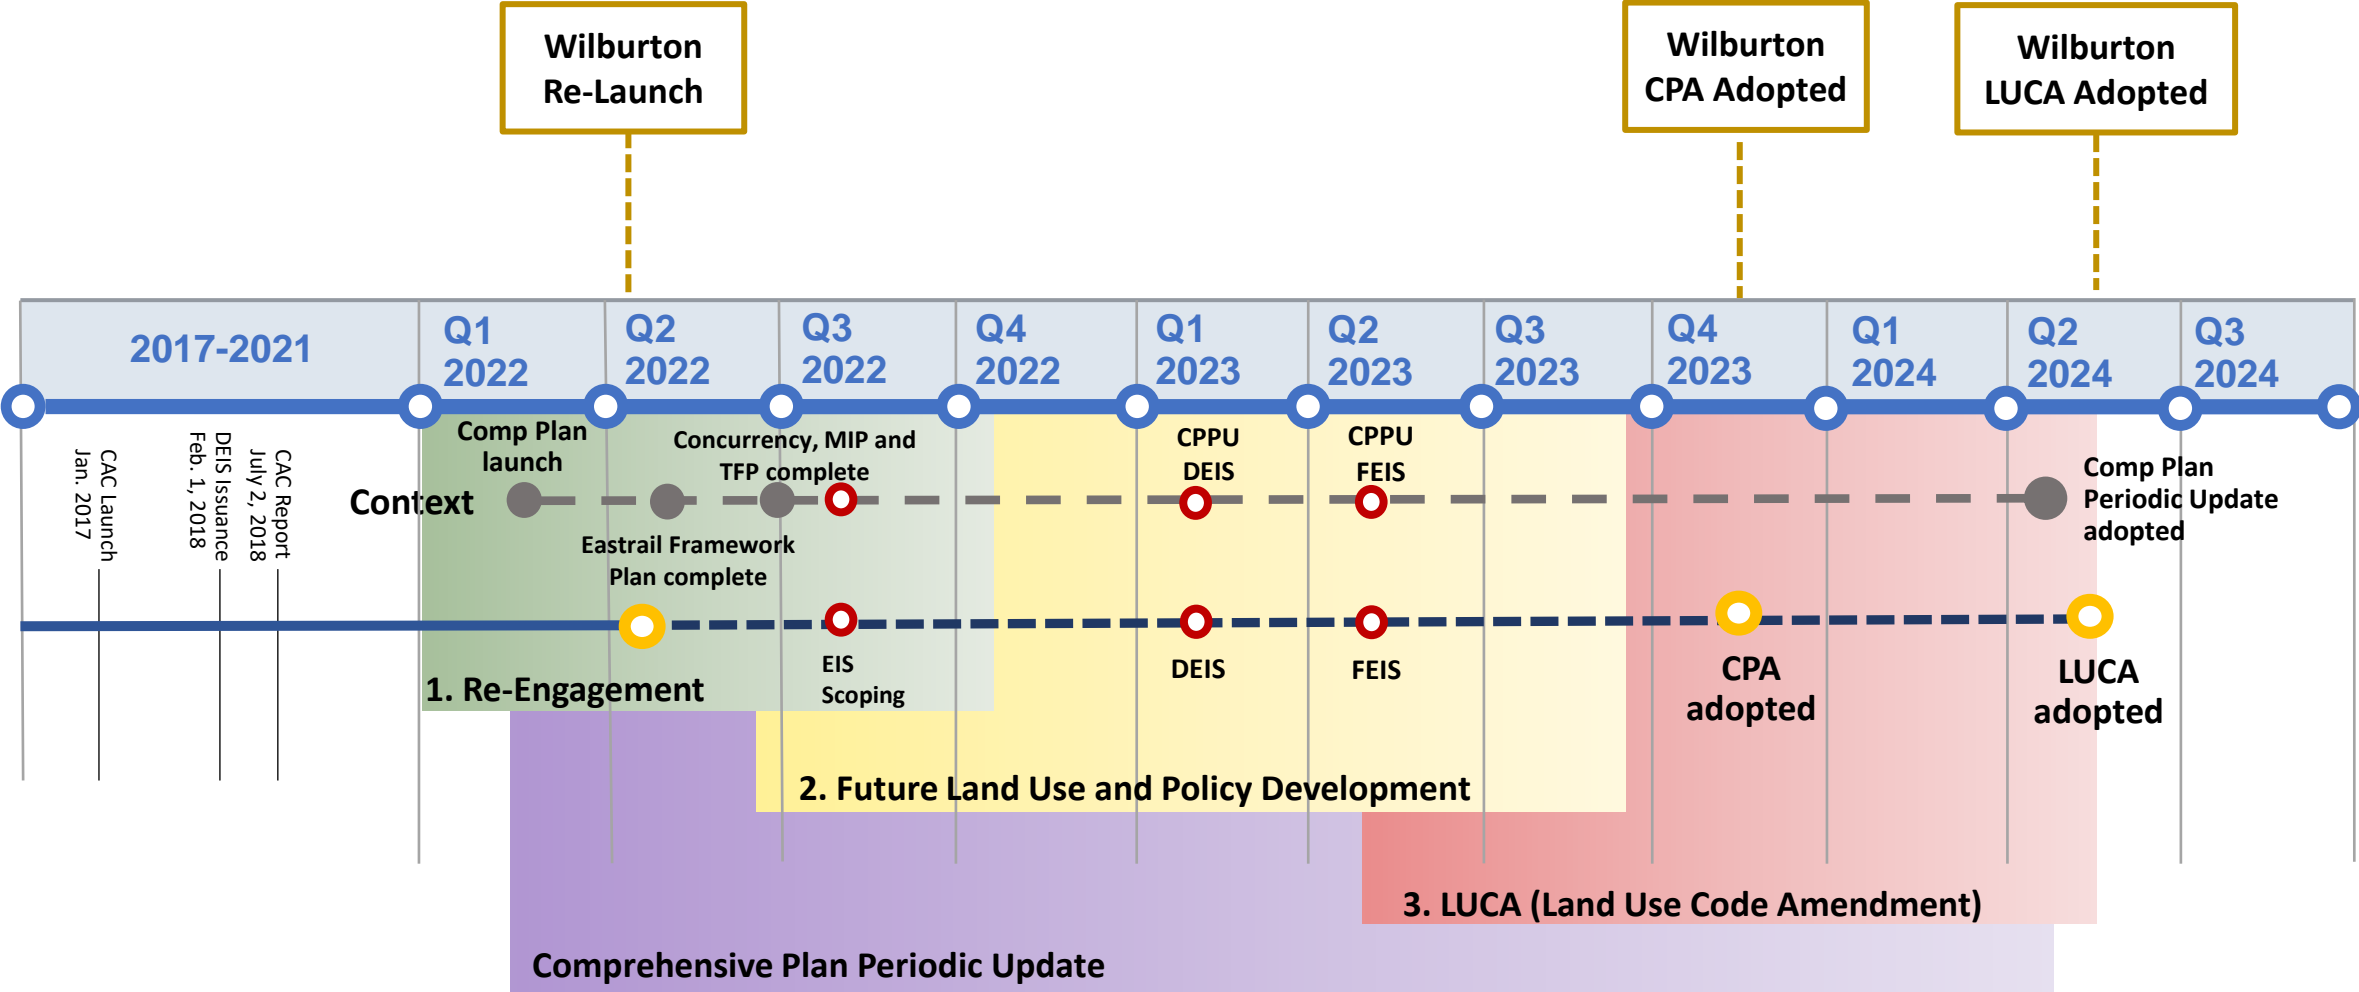 Wilburton
Re-Launch
Wilburton
CPA Adopted
Wilburton
LUCA Adopted
2017-2021
Q1
2022
Q2
2022
Q3
2022
Q4
2022
Q1
2023
Q2
2023
Q3
2023
Q4
2023
Q1
2024
Q2
2024
Q3
2024
CAC Launch
Jan. 2017
DEIS Issuance
Feb. 1, 2018
CAC Report
July 2, 2018
Context
Comp Plan
launch
Concurrency, MIP and
TFP complete
Eastrail Framework
Plan complete
CPPU
DEIS
CPPU
FEIS
Comp Plan
Periodic Update
adopted
1. Re-Engagement
EIS
Scoping
DEIS
FEIS
CPA
adopted
LUCA
adopted
2. Future Land Use and Policy Development
3. LUCA (Land Use Code Amendment)
Comprehensive Plan Periodic Update